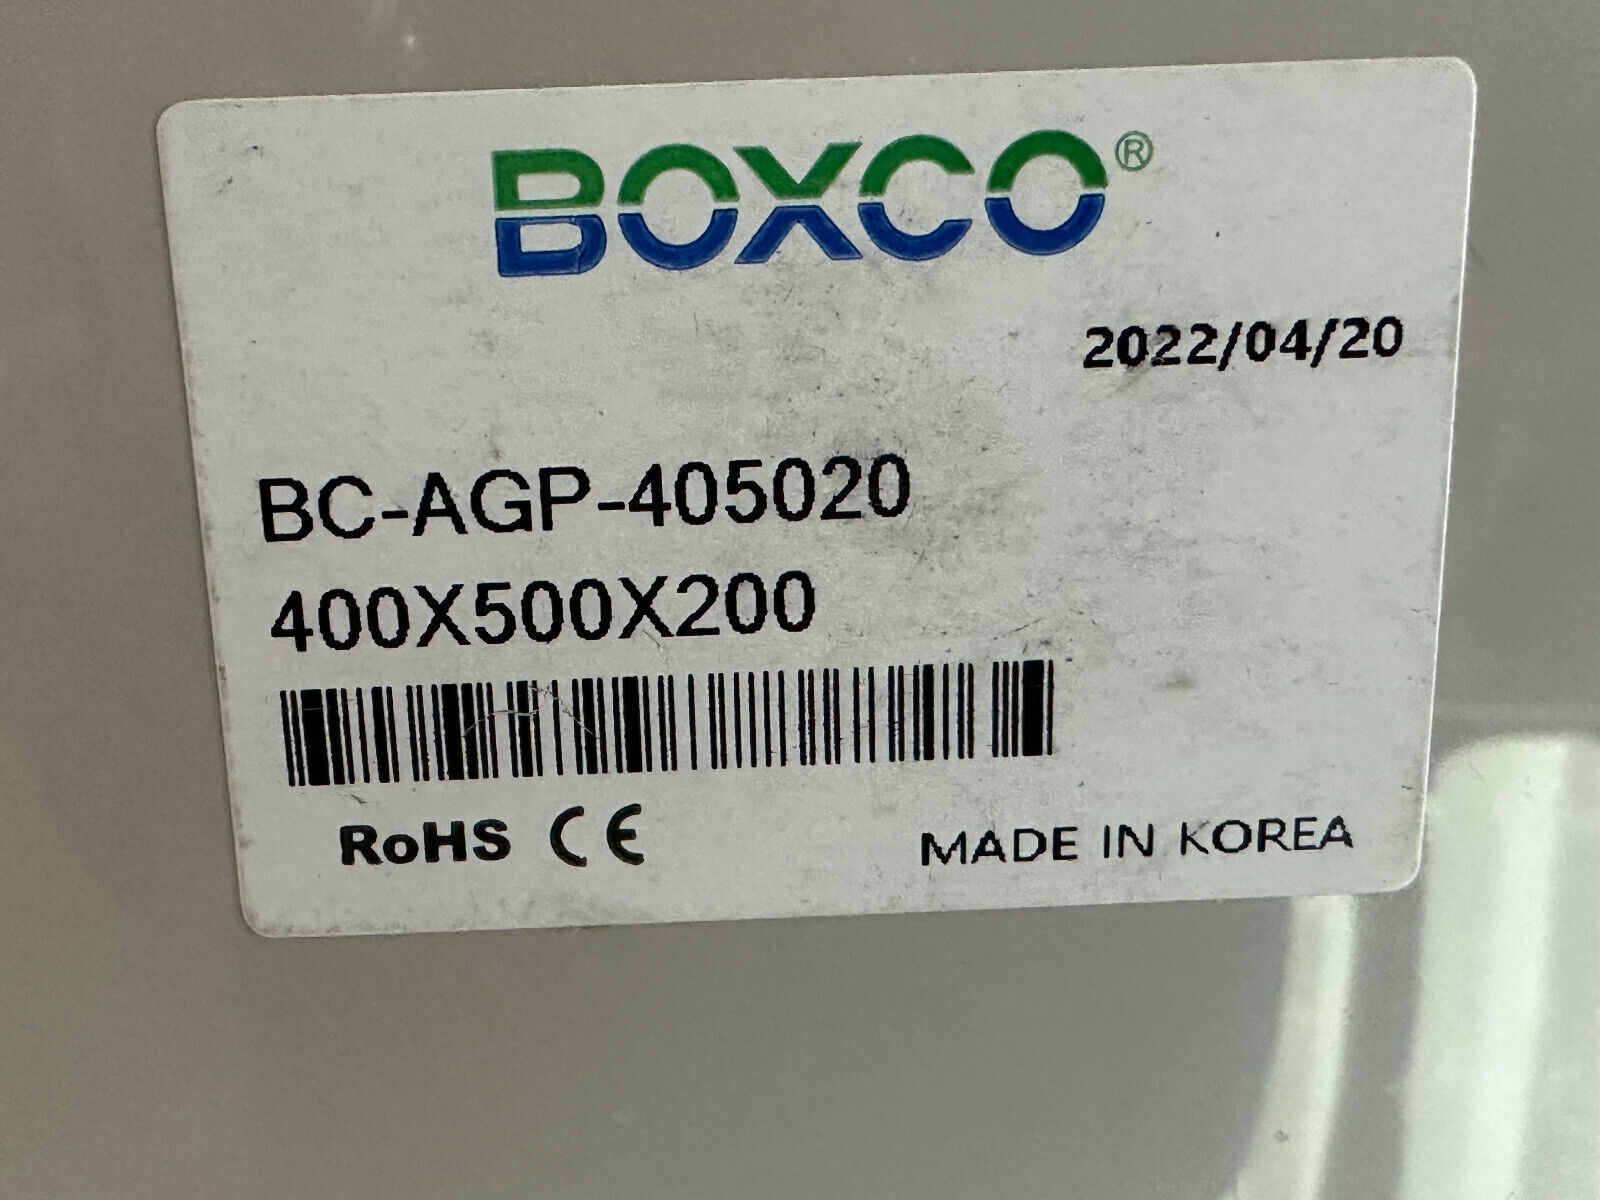 BOXCO®
2022/04/20
BC-AGP-405020
400X500X200
RoHS CE
MADE IN KOREA